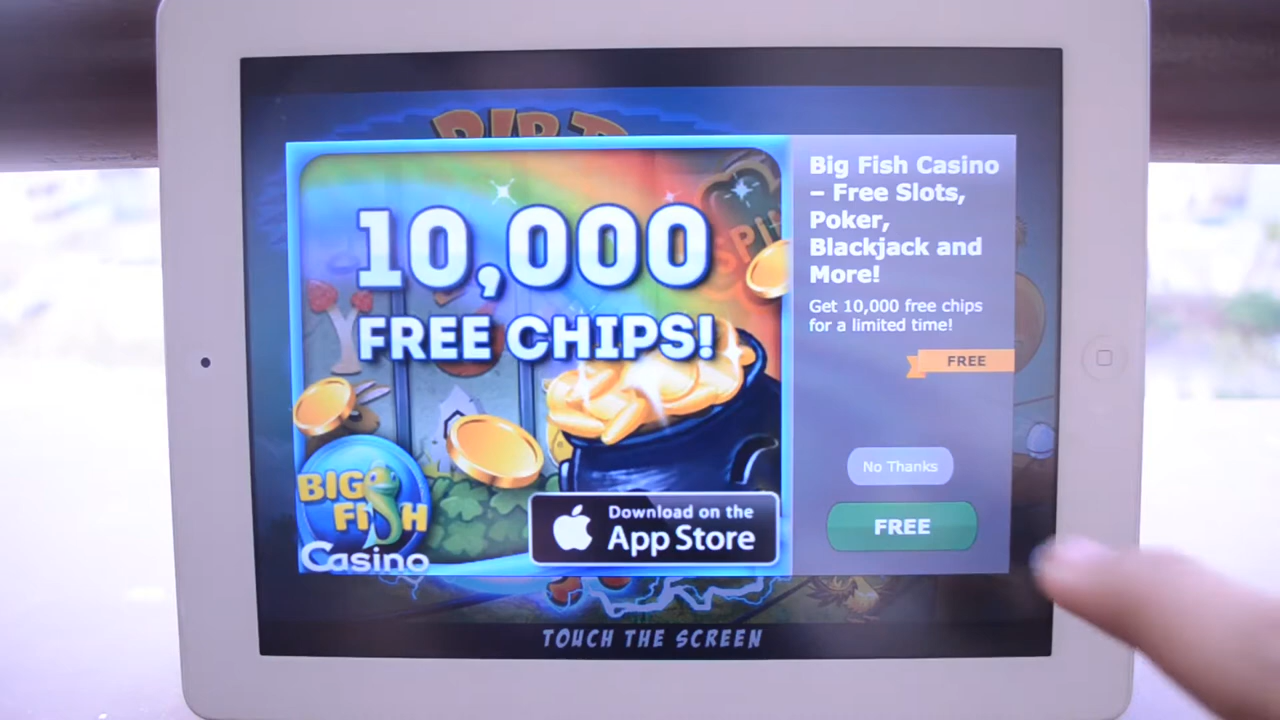 10,000
FREE CHIPS!
SPIN
BIG
FISH
Casino
Download on the
App Store
Big Fish Casino
– Free Slots,
Poker,
Blackjack and
More!
Get 10,000 free chips
for a limited time!
FREE
No Thanks
FREE
TOUCH THE SCREEN